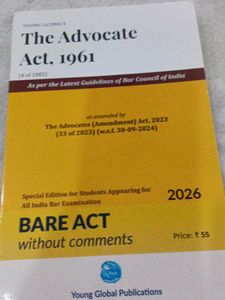 YOUNG GLOBAL'S
The Advocate
Act, 1961
(4 of 1982)
As per the Latest Guidelines of Bar Council of India
as amended by
The Advocates (Amendment) Act, 2023
(33 of 2023) (w.e.f. 30-09-2024)
Special Edition for Students Appearing for
All India Bar Examination
2026
BARE ACT
without comments
Price: ₹ 55
Young Global Publications